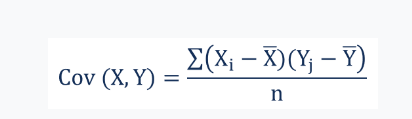 Cov (X, Y) = ∑(Xᵢ − X̅)(Yⱼ − Y̅) / n